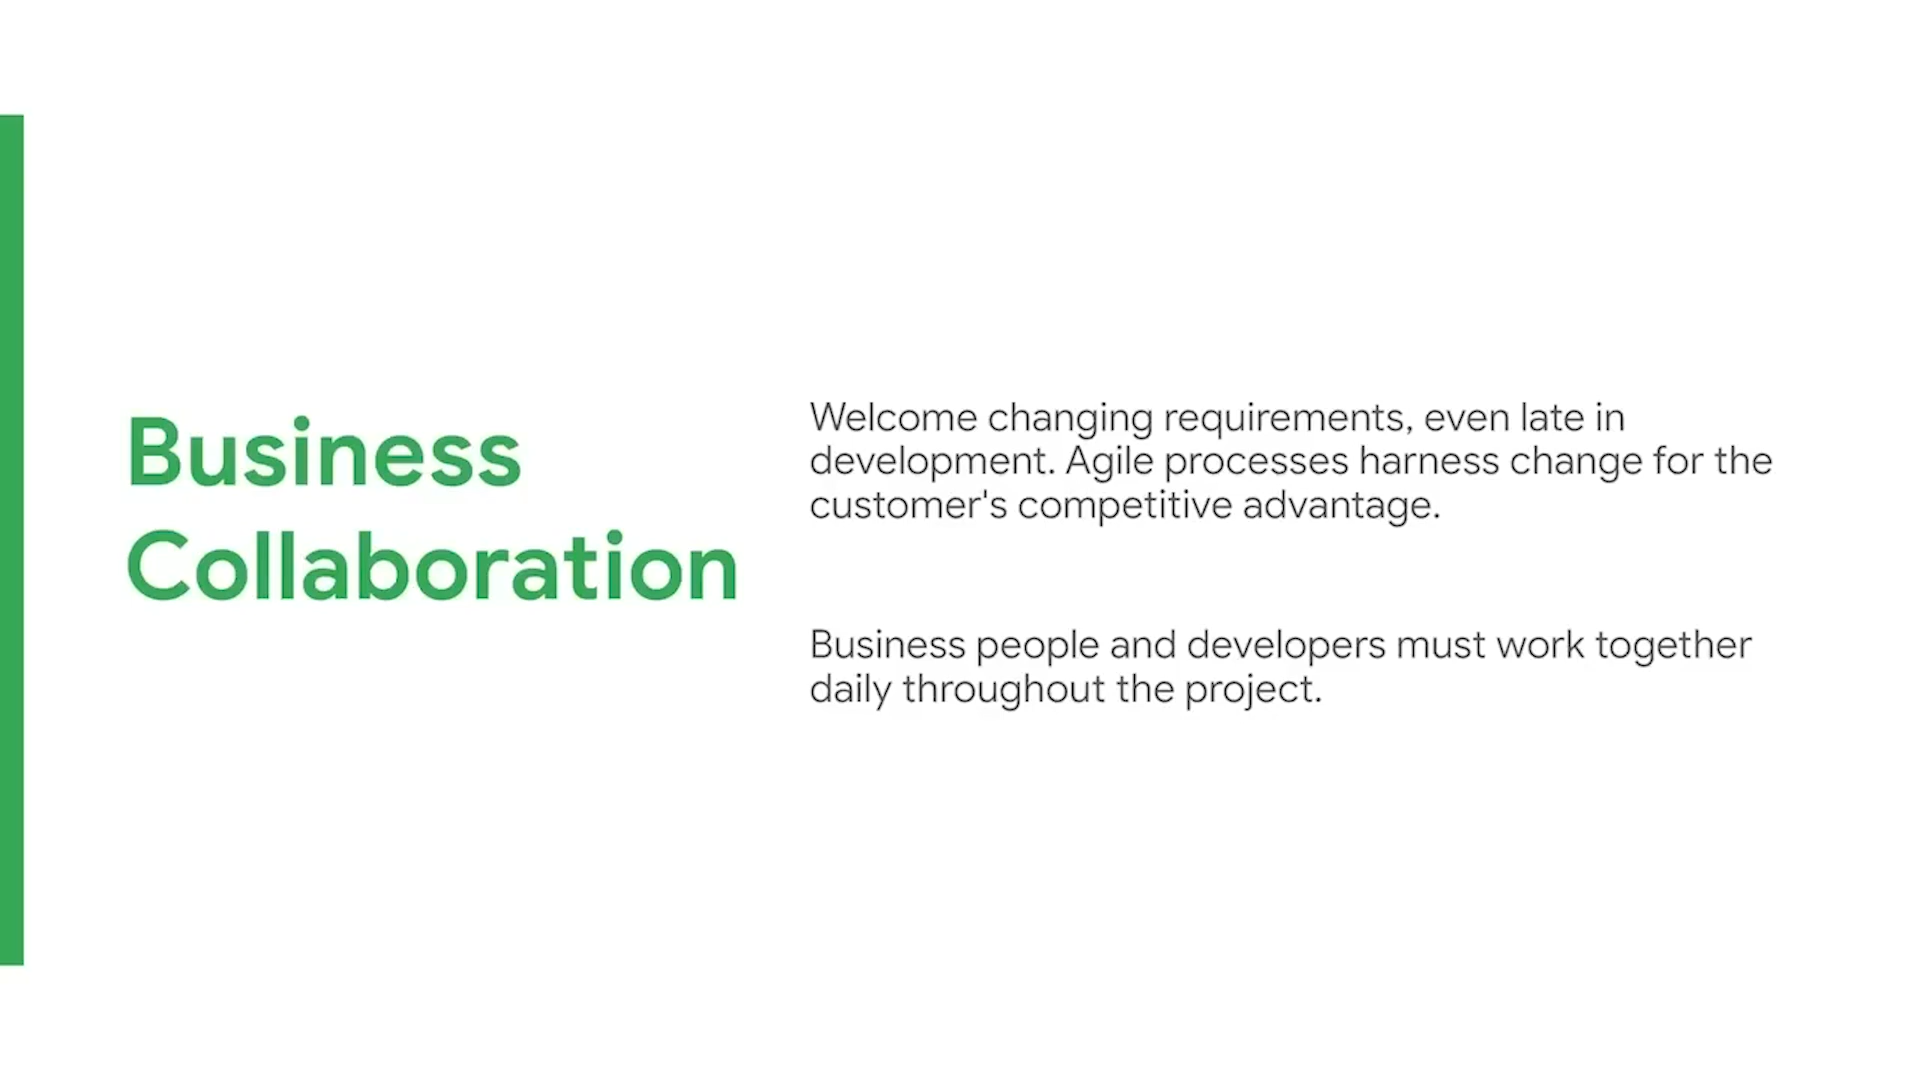 Business
Collaboration
Welcome changing requirements, even late in
development. Agile processes harness change for the
customer's competitive advantage.
Business people and developers must work together
daily throughout the project.